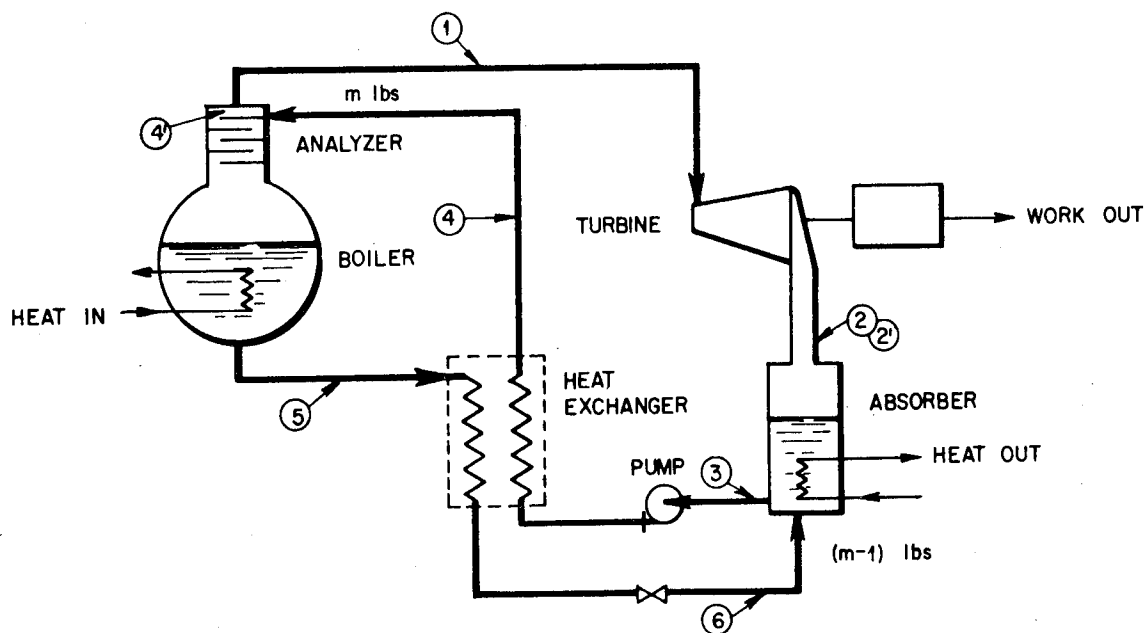 1
m lbs
4'
ANALYZER
TURBINE
WORK OUT
4
BOILER
HEAT IN
2
2'
HEAT
EXCHANGER
ABSORBER
5
HEAT OUT
PUMP
3
(m-1) lbs
6